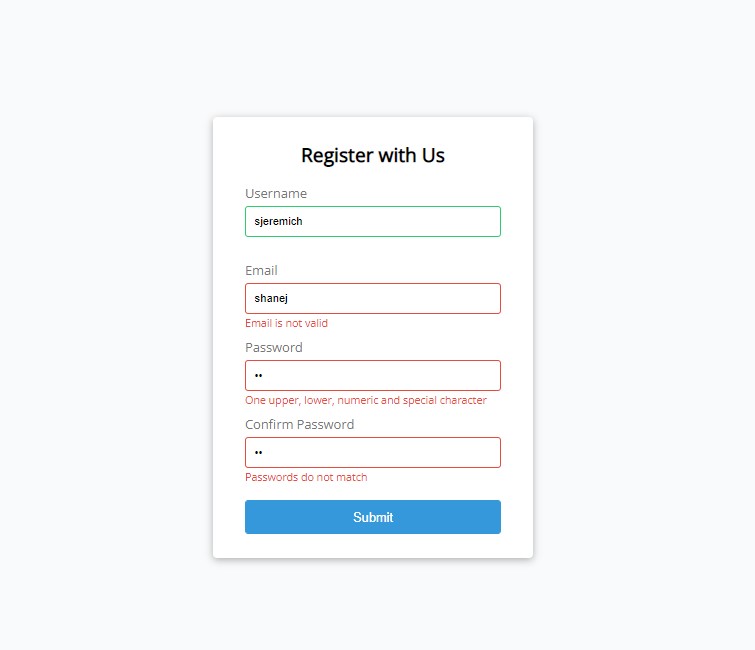 Register with Us
Username
sjeremich
Email
shanej
Email is not valid
Password
••
One upper, lower, numeric and special character
Confirm Password
••
Passwords do not match
Submit